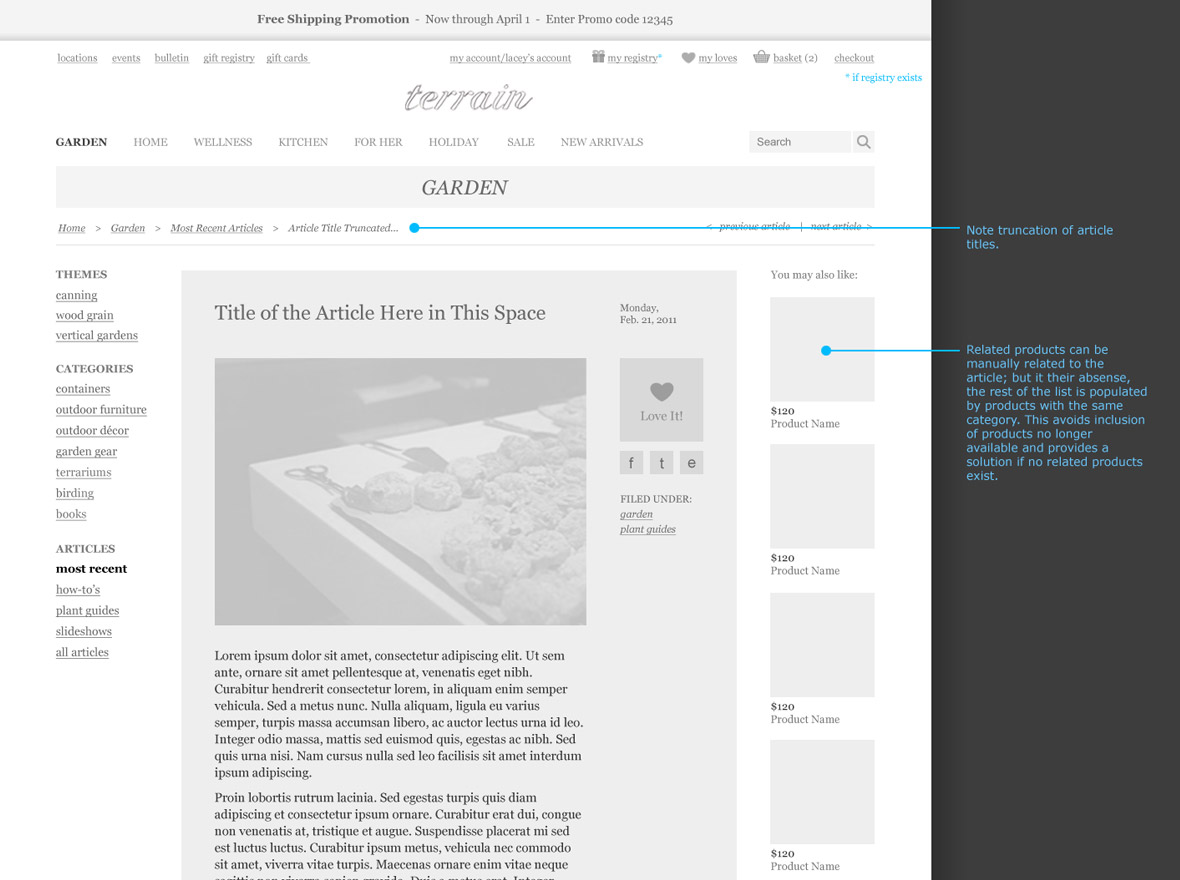 Free Shipping Promotion - Now through April 1 - Enter Promo code 12345
locations events bulletin gift registry gift cards my account/lacey's account my registry* my loves basket (2) checkout
* if registry exists
terrain
GARDEN HOME WELLNESS KITCHEN FOR HER HOLIDAY SALE NEW ARRIVALS Search
GARDEN
Home > Garden > Most Recent Articles > Article Title Truncated... < previous article | next article >
Note truncation of article
titles.
THEMES
canning
wood grain
vertical gardens
CATEGORIES
containers
outdoor furniture
outdoor décor
garden gear
terrariums
birding
books
ARTICLES
most recent
how-to's
plant guides
slideshows
all articles
Title of the Article Here in This Space
Monday,
Feb. 21, 2011
Love It!
f t e
FILED UNDER:
garden
plant guides
Lorem ipsum dolor sit amet, consectetur adipiscing elit. Ut sem
ante, ornare sit amet pellentesque at, venenatis eget nibh.
Curabitur hendrerit consectetur lorem, in aliquam enim semper
vehicula. Sed a metus nunc. Nulla aliquam, ligula eu varius
semper, turpis massa accumsan libero, ac auctor lectus urna id leo.
Integer odio massa, mattis sed euismod quis, egestas ac nibh. Sed
quis urna nisi. Nam cursus nulla sed leo facilisis sit amet interdum
ipsum adipiscing.
Proin lobortis rutrum lacinia. Sed egestas turpis quis diam
adipiscing et consectetur ipsum ornare. Curabitur erat dui, congue
non venenatis at, tristique et augue. Suspendisse placerat mi sed
est luctus luctus. Curabitur ipsum metus, vehicula nec commodo
sit amet, viverra vitae turpis. Maecenas ornare enim vitae neque
You may also like:
$120
Product Name
$120
Product Name
$120
Product Name
$120
Product Name
Related products can be
manually related to the
article; but it their absense,
the rest of the list is populated
by products with the same
category. This avoids inclusion
of products no longer
available and provides a
solution if no related products
exist.